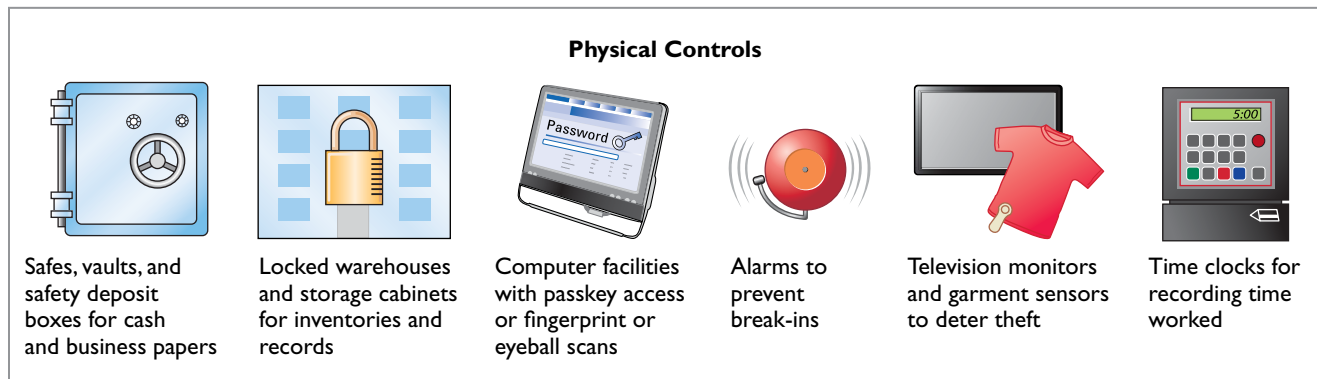 Physical Controls
Password
5:00
Safes, vaults, and
safety deposit
boxes for cash
and business papers
Locked warehouses
and storage cabinets
for inventories and
records
Computer facilities
with passkey access
or fingerprint or
eyeball scans
Alarms to
prevent
break-ins
Television monitors
and garment sensors
to deter theft
Time clocks for
recording time
worked